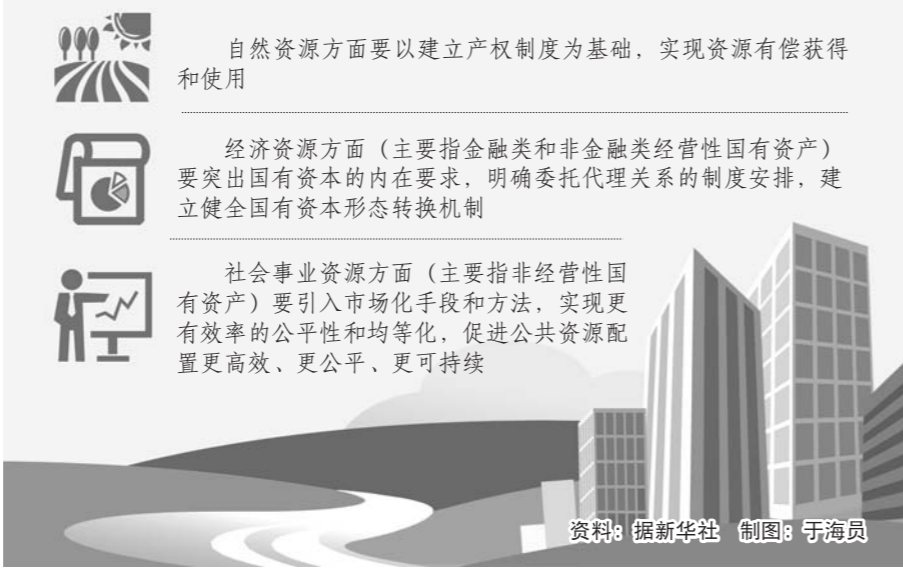 自然资源方面要以建立产权制度为基础，实现资源有偿获得
和使用
经济资源方面（主要指金融类和非金融类经营性国有资产）
要突出国有资本的内在要求，明确委托代理关系的制度安排，建
立健全国有资本形态转换机制
社会事业资源方面（主要指非经营性国
有资产）要引入市场化手段和方法，实现更
有效率的公平性和均等化，促进公共资源配
置更高效、更公平、更可持续
资料：据新华社　制图：于海员